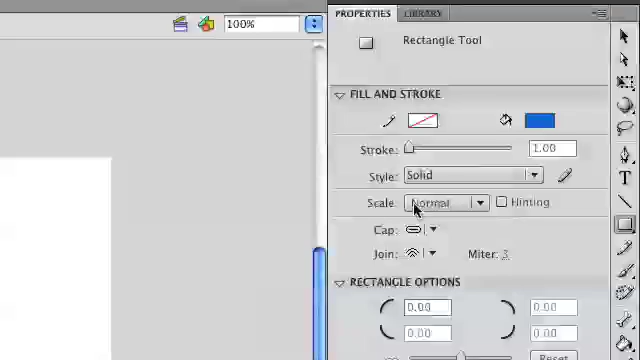 PROPERTIES LIBRARY
100%
Rectangle Tool
FILL AND STROKE
Stroke: 1.00
Style: Solid
Scale: Normal Hinting
Cap:
Join: Miter: 3
RECTANGLE OPTIONS
0.00 0.00
0.00 0.00
Reset
T